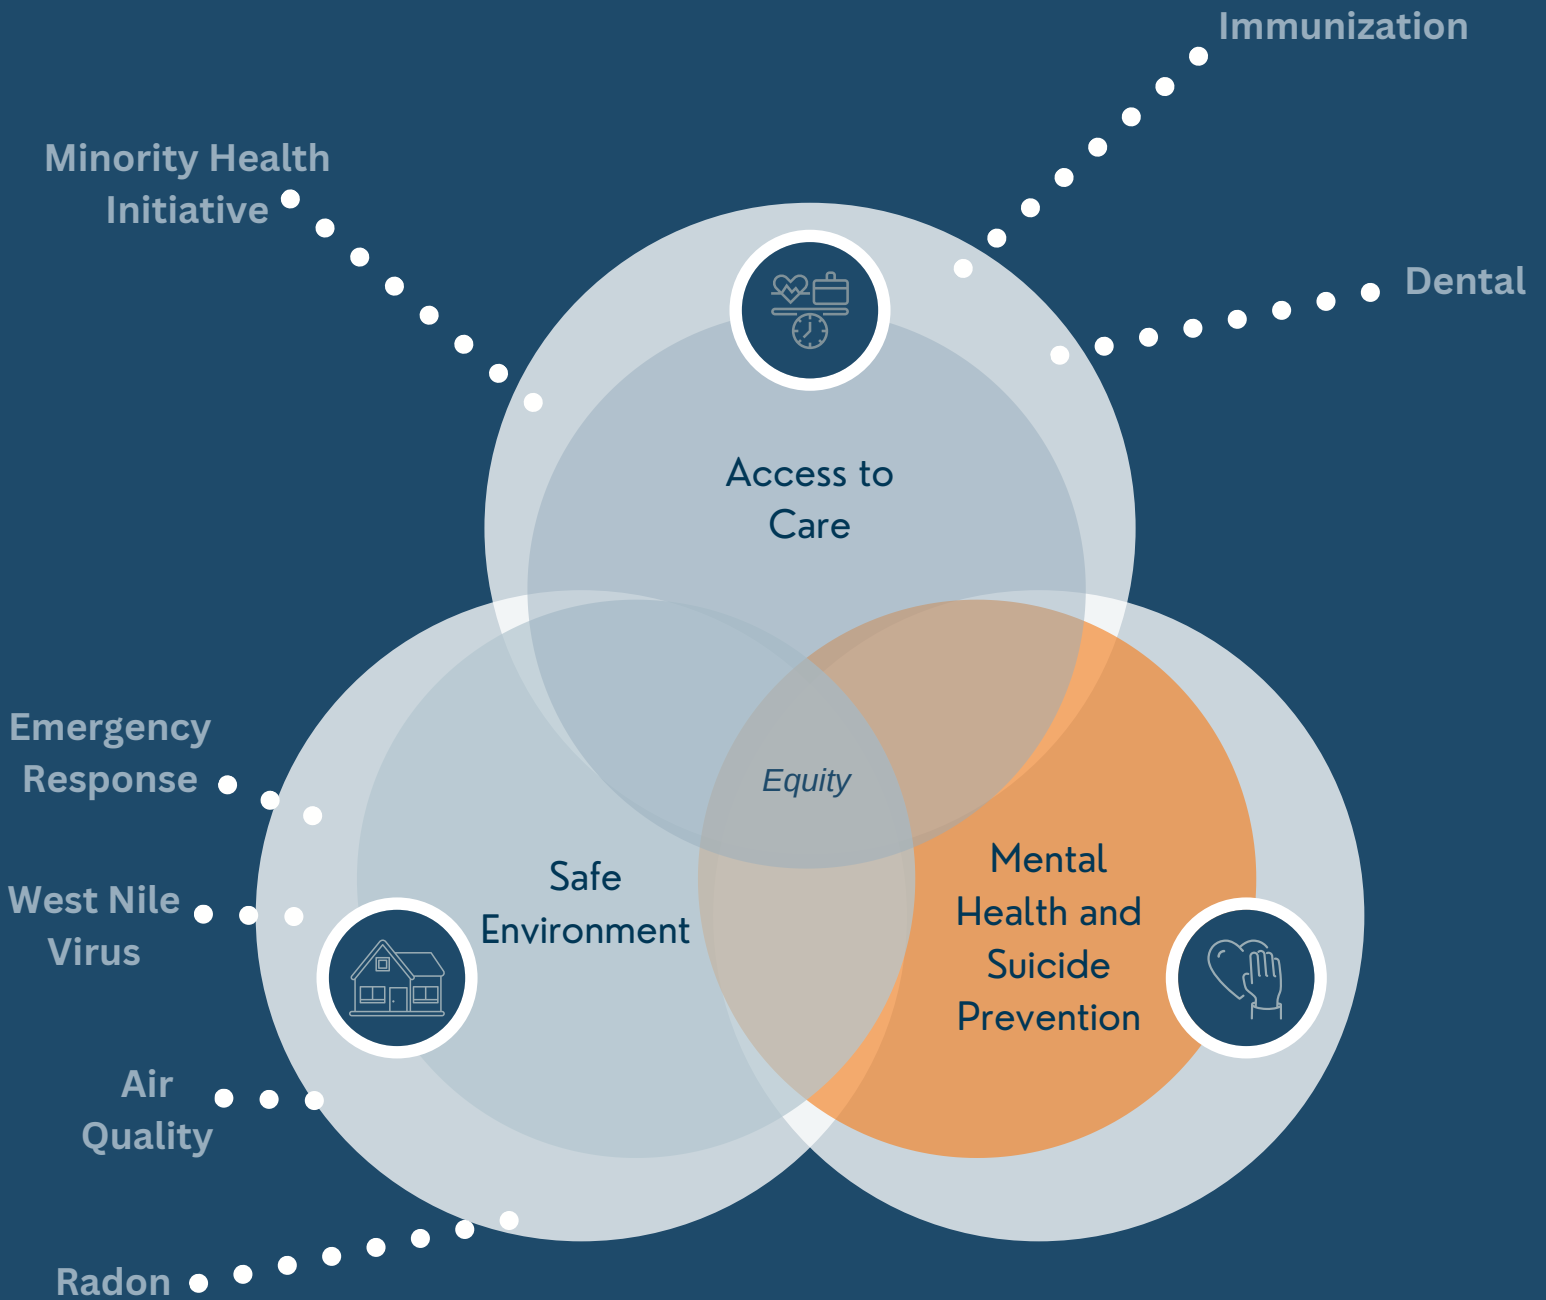 Immunization
Minority Health
Initiative
Dental
Access to
Care
Emergency
Response
Equity
Mental
Health and
Suicide
Prevention
Safe
Environment
West Nile
Virus
Air
Quality
Radon